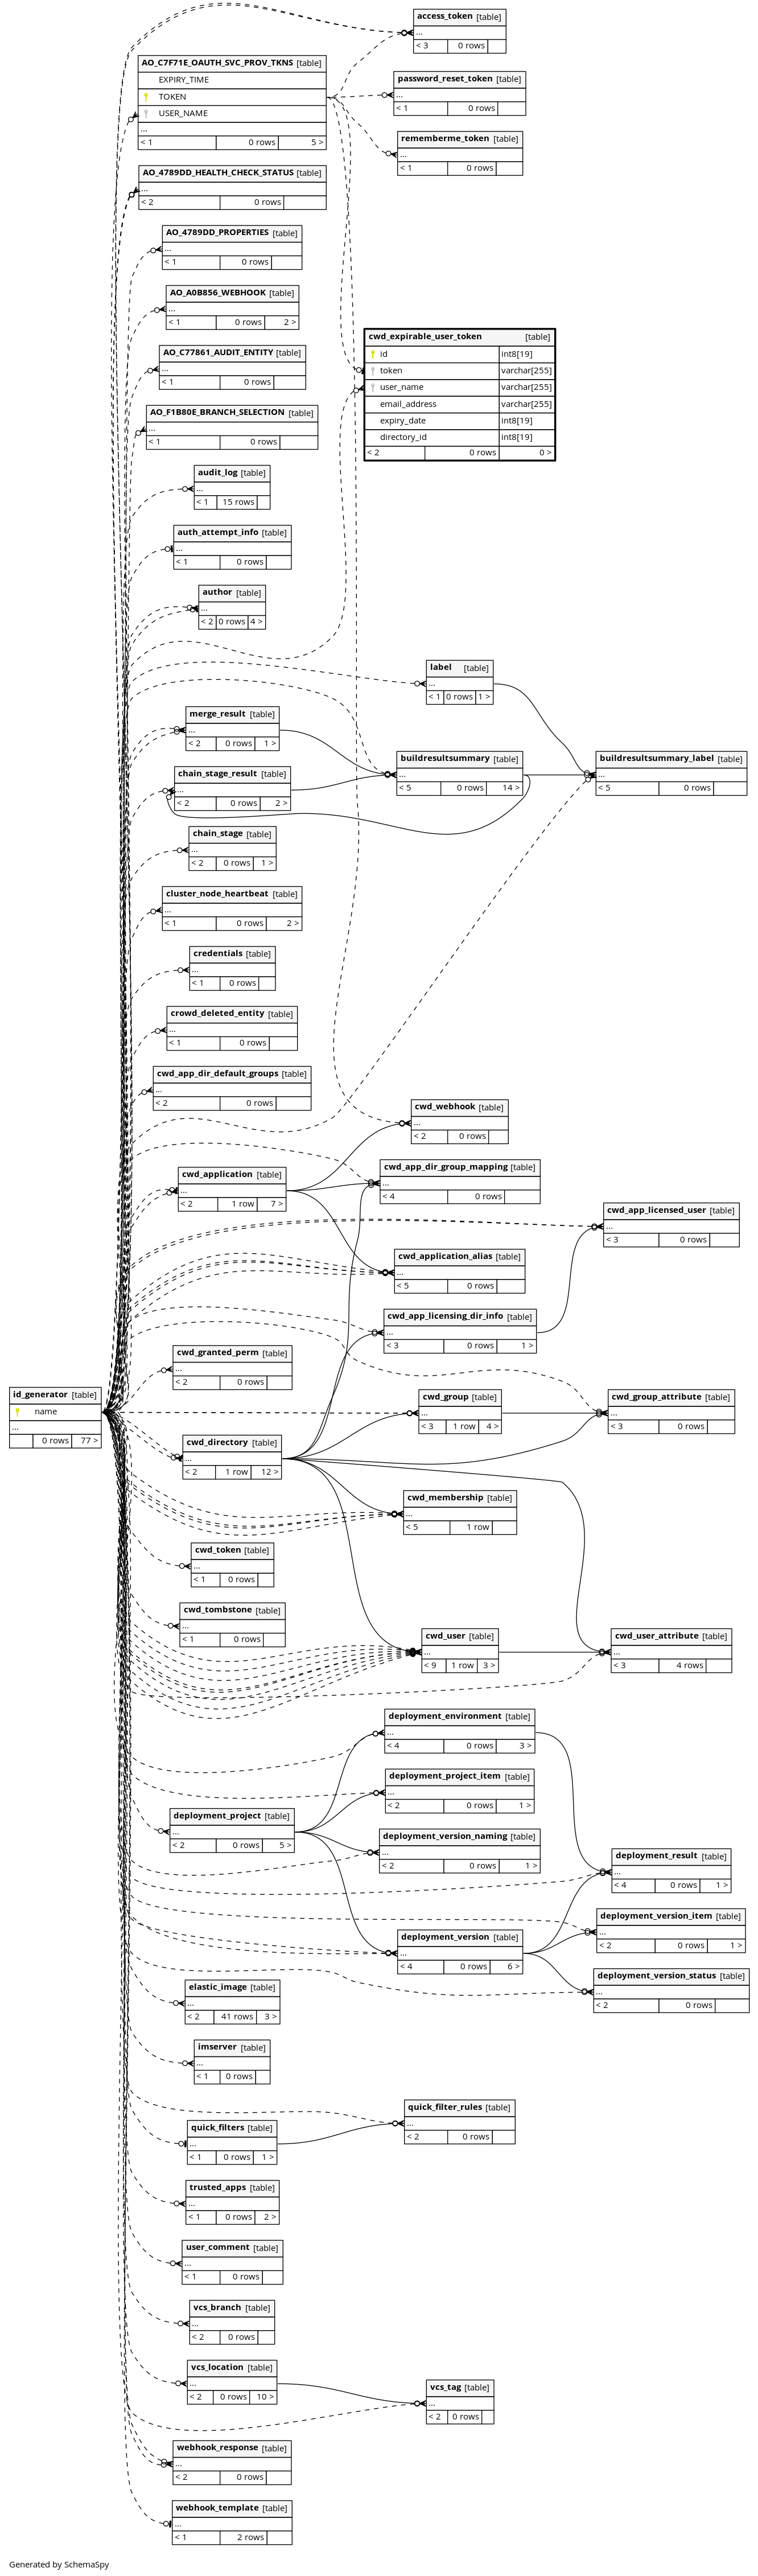 access_token [table]
...
< 3 0 rows
AO_C7F71E_OAUTH_SVC_PROV_TKNS [table]
EXPIRY_TIME
TOKEN
USER_NAME
...
< 1 0 rows 5 >
password_reset_token [table]
...
< 1 0 rows
rememberme_token [table]
...
< 1 0 rows
AO_4789DD_HEALTH_CHECK_STATUS [table]
...
< 2 0 rows
AO_4789DD_PROPERTIES [table]
...
< 1 0 rows
AO_A0B856_WEBHOOK [table]
...
< 1 0 rows 2 >
cwd_expirable_user_token [table]
id int8[19]
token varchar[255]
user_name varchar[255]
email_address varchar[255]
expiry_date int8[19]
directory_id int8[19]
< 2 0 rows 0 >
AO_C77861_AUDIT_ENTITY [table]
...
< 1 0 rows
AO_F1B80E_BRANCH_SELECTION [table]
...
< 1 0 rows
audit_log [table]
...
< 1 15 rows
auth_attempt_info [table]
...
< 1 0 rows
author [table]
...
< 2 0 rows 4 >
label [table]
...
< 1 0 rows 1 >
merge_result [table]
...
< 2 0 rows 1 >
buildresultsummary [table]
...
< 5 0 rows 14 >
buildresultsummary_label [table]
...
< 5 0 rows
chain_stage_result [table]
...
< 2 0 rows 2 >
chain_stage [table]
...
< 2 0 rows 1 >
cluster_node_heartbeat [table]
...
< 1 0 rows 2 >
credentials [table]
...
< 1 0 rows
crowd_deleted_entity [table]
...
< 1 0 rows
cwd_app_dir_default_groups [table]
...
< 2 0 rows
cwd_webhook [table]
...
< 2 0 rows
cwd_application [table]
...
< 2 1 row 7 >
cwd_app_dir_group_mapping [table]
...
< 4 0 rows
cwd_app_licensed_user [table]
...
< 3 0 rows
cwd_application_alias [table]
...
< 5 0 rows
cwd_app_licensing_dir_info [table]
...
< 3 0 rows 1 >
cwd_granted_perm [table]
...
< 2 0 rows
id_generator [table]
name
...
0 rows 77 >
cwd_group [table]
...
< 3 1 row 4 >
cwd_group_attribute [table]
...
< 3 0 rows
cwd_directory [table]
...
< 2 1 row 12 >
cwd_membership [table]
...
< 5 1 row
cwd_token [table]
...
< 1 0 rows
cwd_tombstone [table]
...
< 1 0 rows
cwd_user [table]
...
< 9 1 row 3 >
cwd_user_attribute [table]
...
< 3 4 rows
deployment_environment [table]
...
< 4 0 rows 3 >
deployment_project_item [table]
...
< 2 0 rows 1 >
deployment_project [table]
...
< 2 0 rows 5 >
deployment_version_naming [table]
...
< 2 0 rows 1 >
deployment_result [table]
...
< 4 0 rows 1 >
deployment_version_item [table]
...
< 2 0 rows 1 >
deployment_version [table]
...
< 4 0 rows 6 >
deployment_version_status [table]
...
< 2 0 rows
elastic_image [table]
...
< 2 41 rows 3 >
imserver [table]
...
< 1 0 rows
quick_filter_rules [table]
...
< 2 0 rows
quick_filters [table]
...
< 1 0 rows 1 >
trusted_apps [table]
...
< 1 0 rows 2 >
user_comment [table]
...
< 1 0 rows
vcs_branch [table]
...
< 2 0 rows
vcs_location [table]
...
< 2 0 rows 10 >
vcs_tag [table]
...
< 2 0 rows
webhook_response [table]
...
< 2 0 rows
webhook_template [table]
...
< 1 2 rows
Generated by SchemaSpy